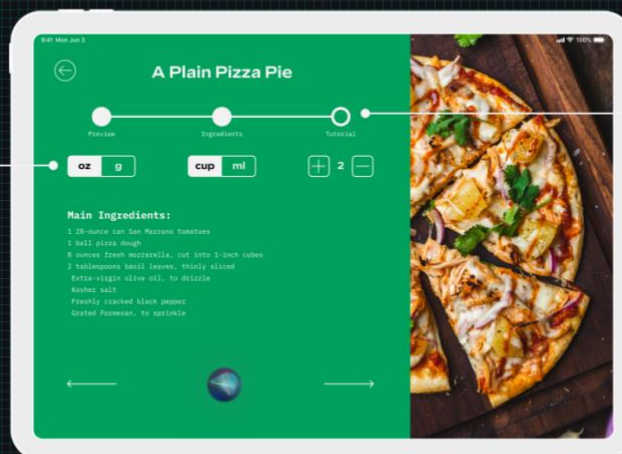 9:41 Mon Jun 3
100%
A Plain Pizza Pie
Preview
Ingredients
Tutorial
oz g
cup ml
+ 2 −
Main Ingredients:
1 28-ounce can San Marzano tomatoes
1 ball pizza dough
8 ounces fresh mozzarella, cut into 1-inch cubes
2 tablespoons basil leaves, thinly sliced
Extra-virgin olive oil, to drizzle
Kosher salt
Freshly cracked black pepper
Grated Parmesan, to sprinkle